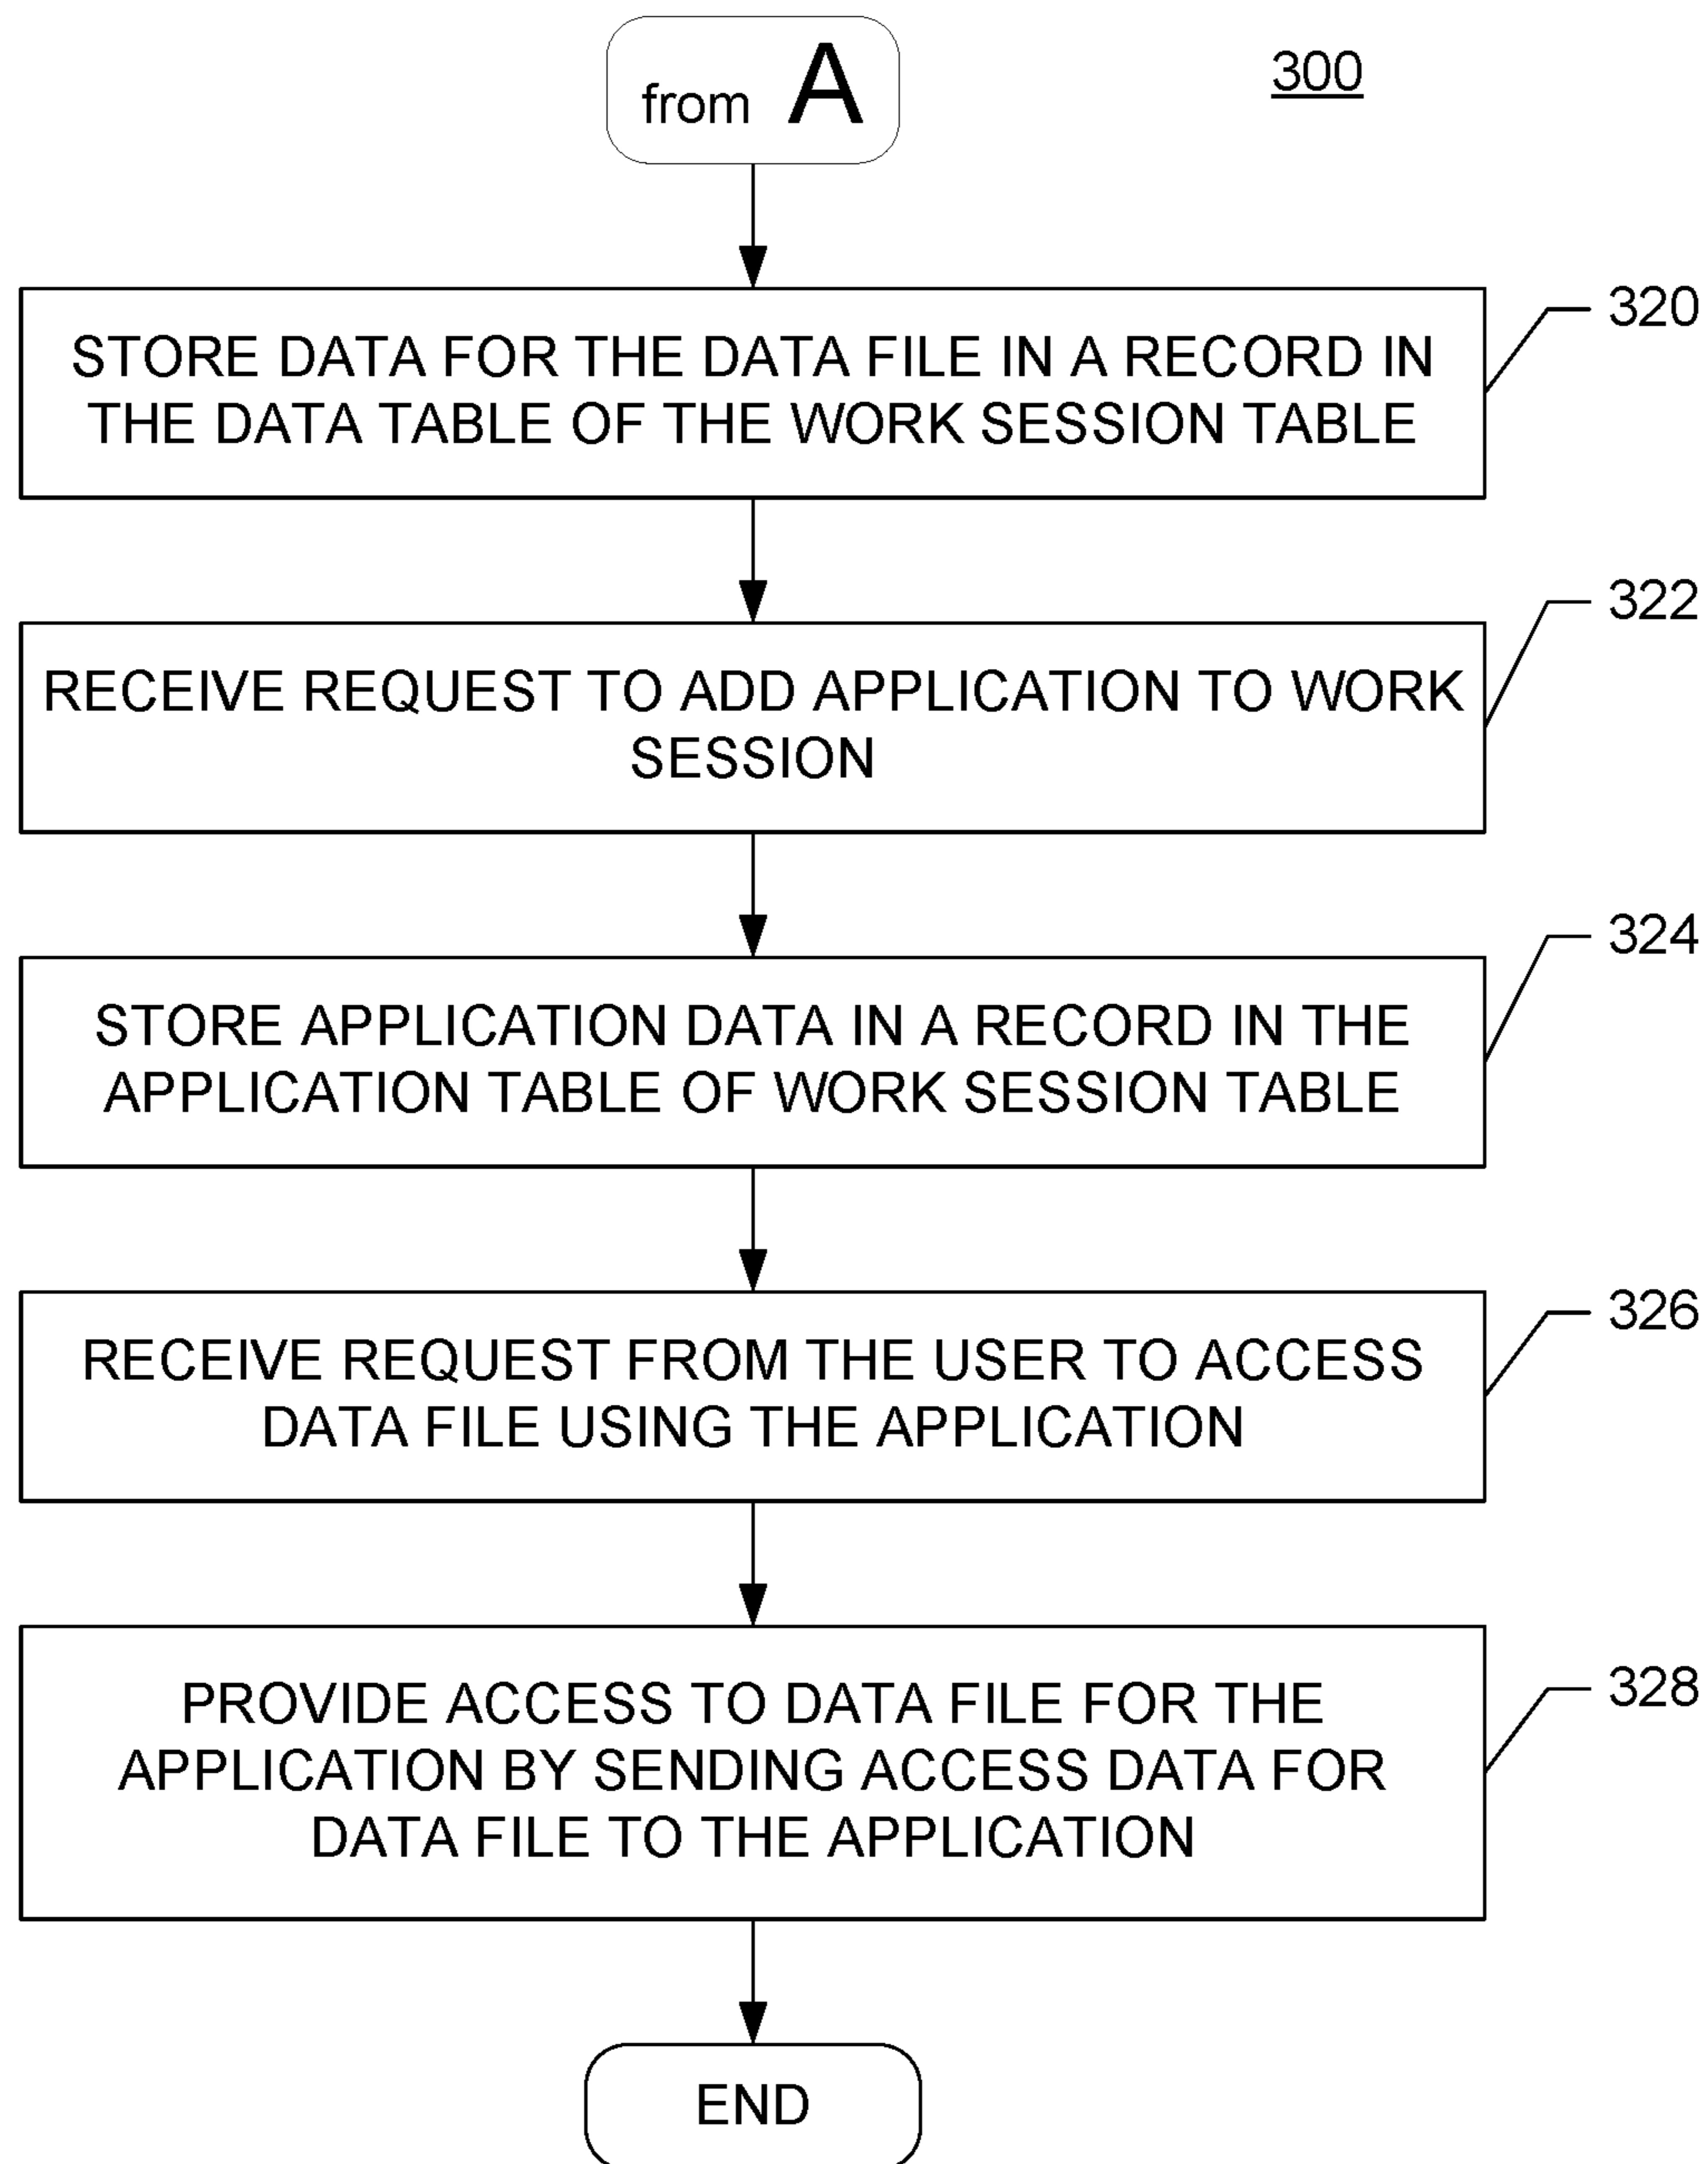 from A
300
STORE DATA FOR THE DATA FILE IN A RECORD IN
THE DATA TABLE OF THE WORK SESSION TABLE
320
RECEIVE REQUEST TO ADD APPLICATION TO WORK
SESSION
322
STORE APPLICATION DATA IN A RECORD IN THE
APPLICATION TABLE OF WORK SESSION TABLE
324
RECEIVE REQUEST FROM THE USER TO ACCESS
DATA FILE USING THE APPLICATION
326
PROVIDE ACCESS TO DATA FILE FOR THE
APPLICATION BY SENDING ACCESS DATA FOR
DATA FILE TO THE APPLICATION
328
END